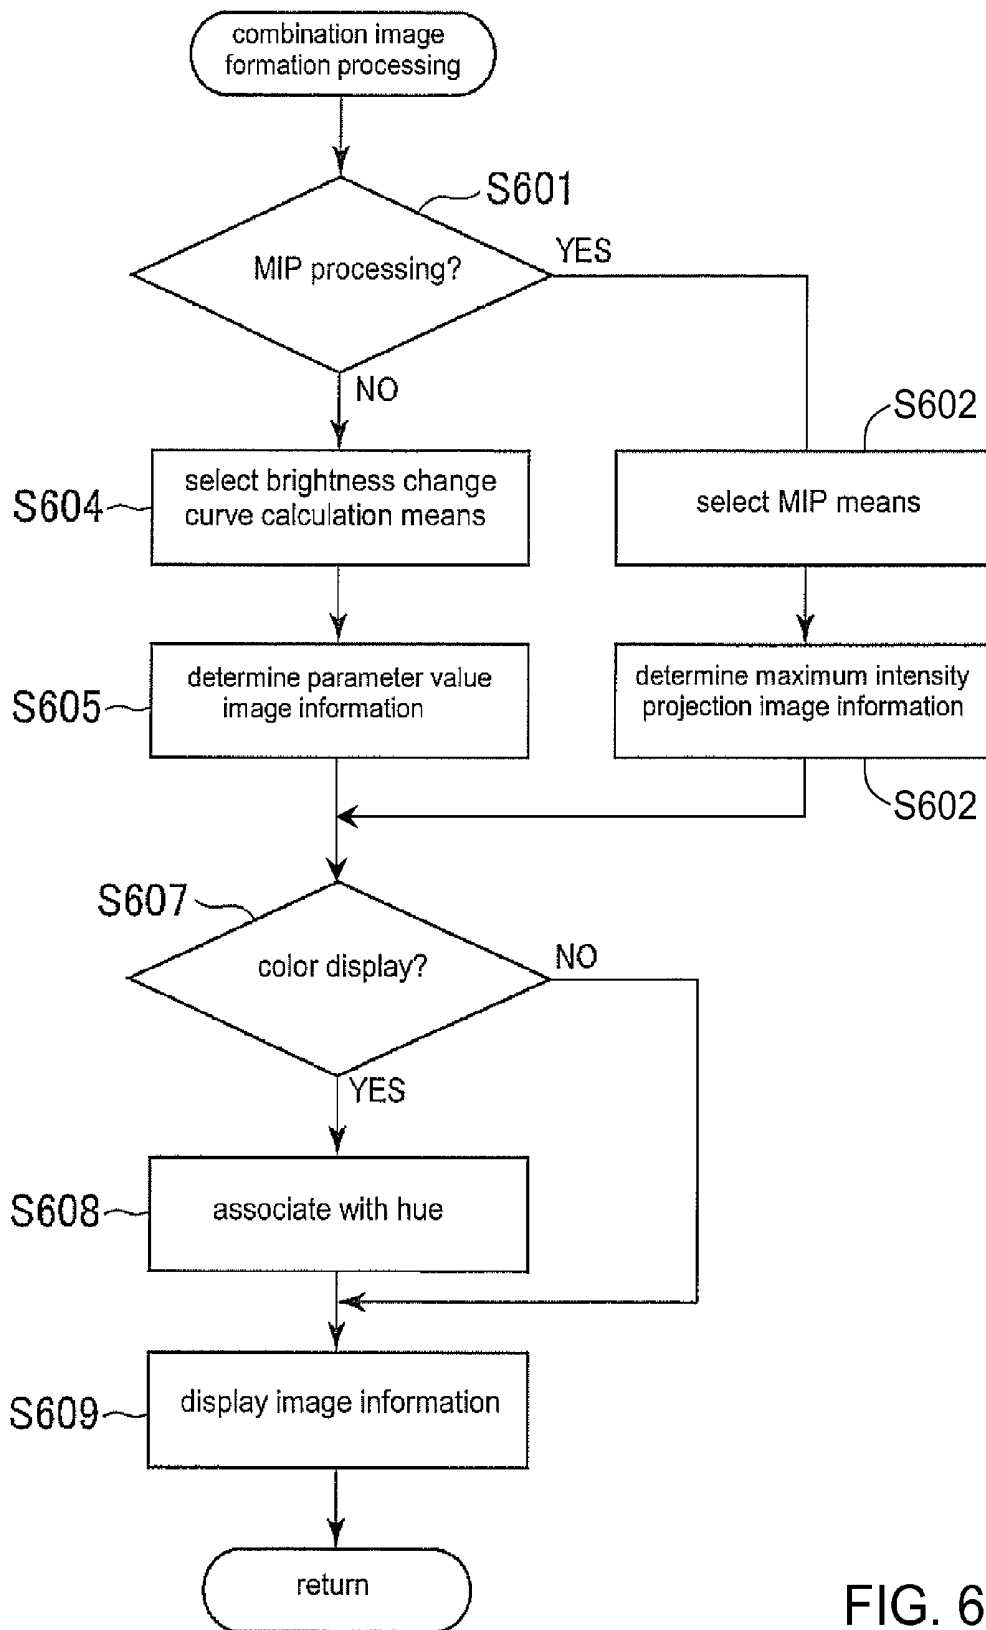 combination image
formation processing
S601
MIP processing?
YES
NO
S602
S604
select brightness change
curve calculation means
select MIP means
S605
determine parameter value
image information
determine maximum intensity
projection image information
S602
S607
color display?
NO
YES
S608
associate with hue
S609
display image information
return
FIG. 6